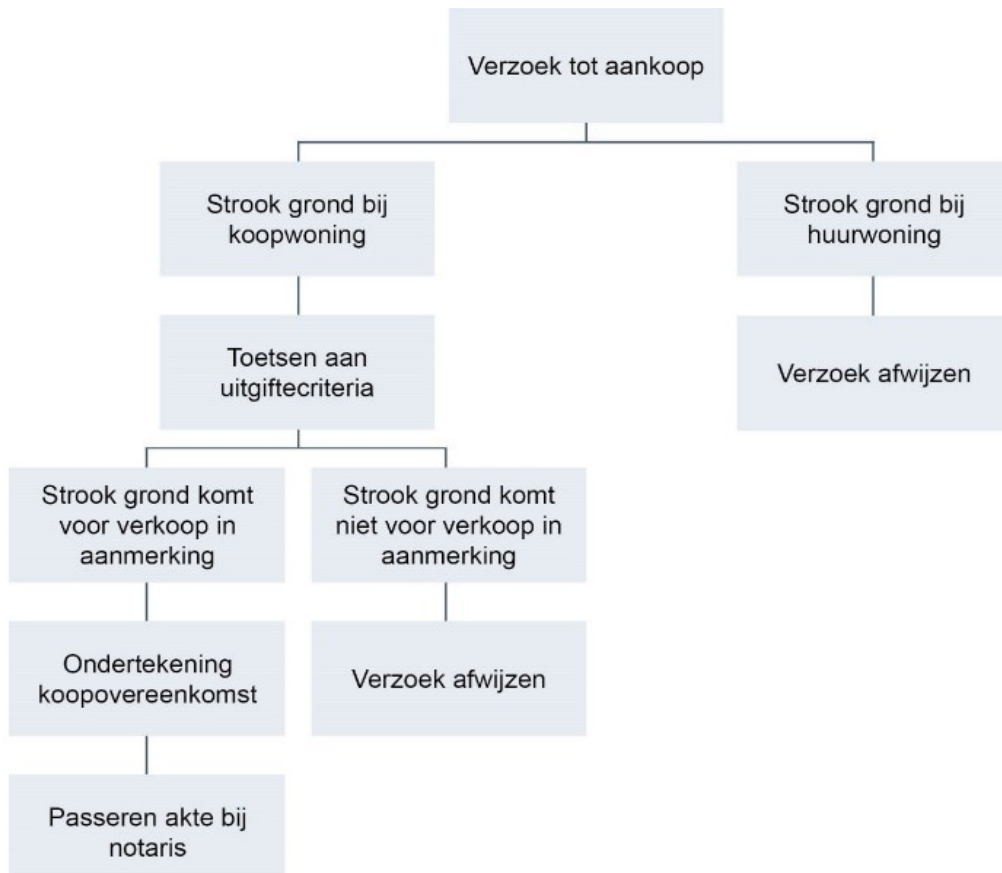 Verzoek tot aankoop
Strook grond bij
koopwoning
Strook grond bij
huurwoning
Toetsen aan
uitgiftecriteria
Verzoek afwijzen
Strook grond komt
voor verkoop in
aanmerking
Strook grond komt
niet voor verkoop in
aanmerking
Ondertekening
koopovereenkomst
Verzoek afwijzen
Passeren akte bij
notaris